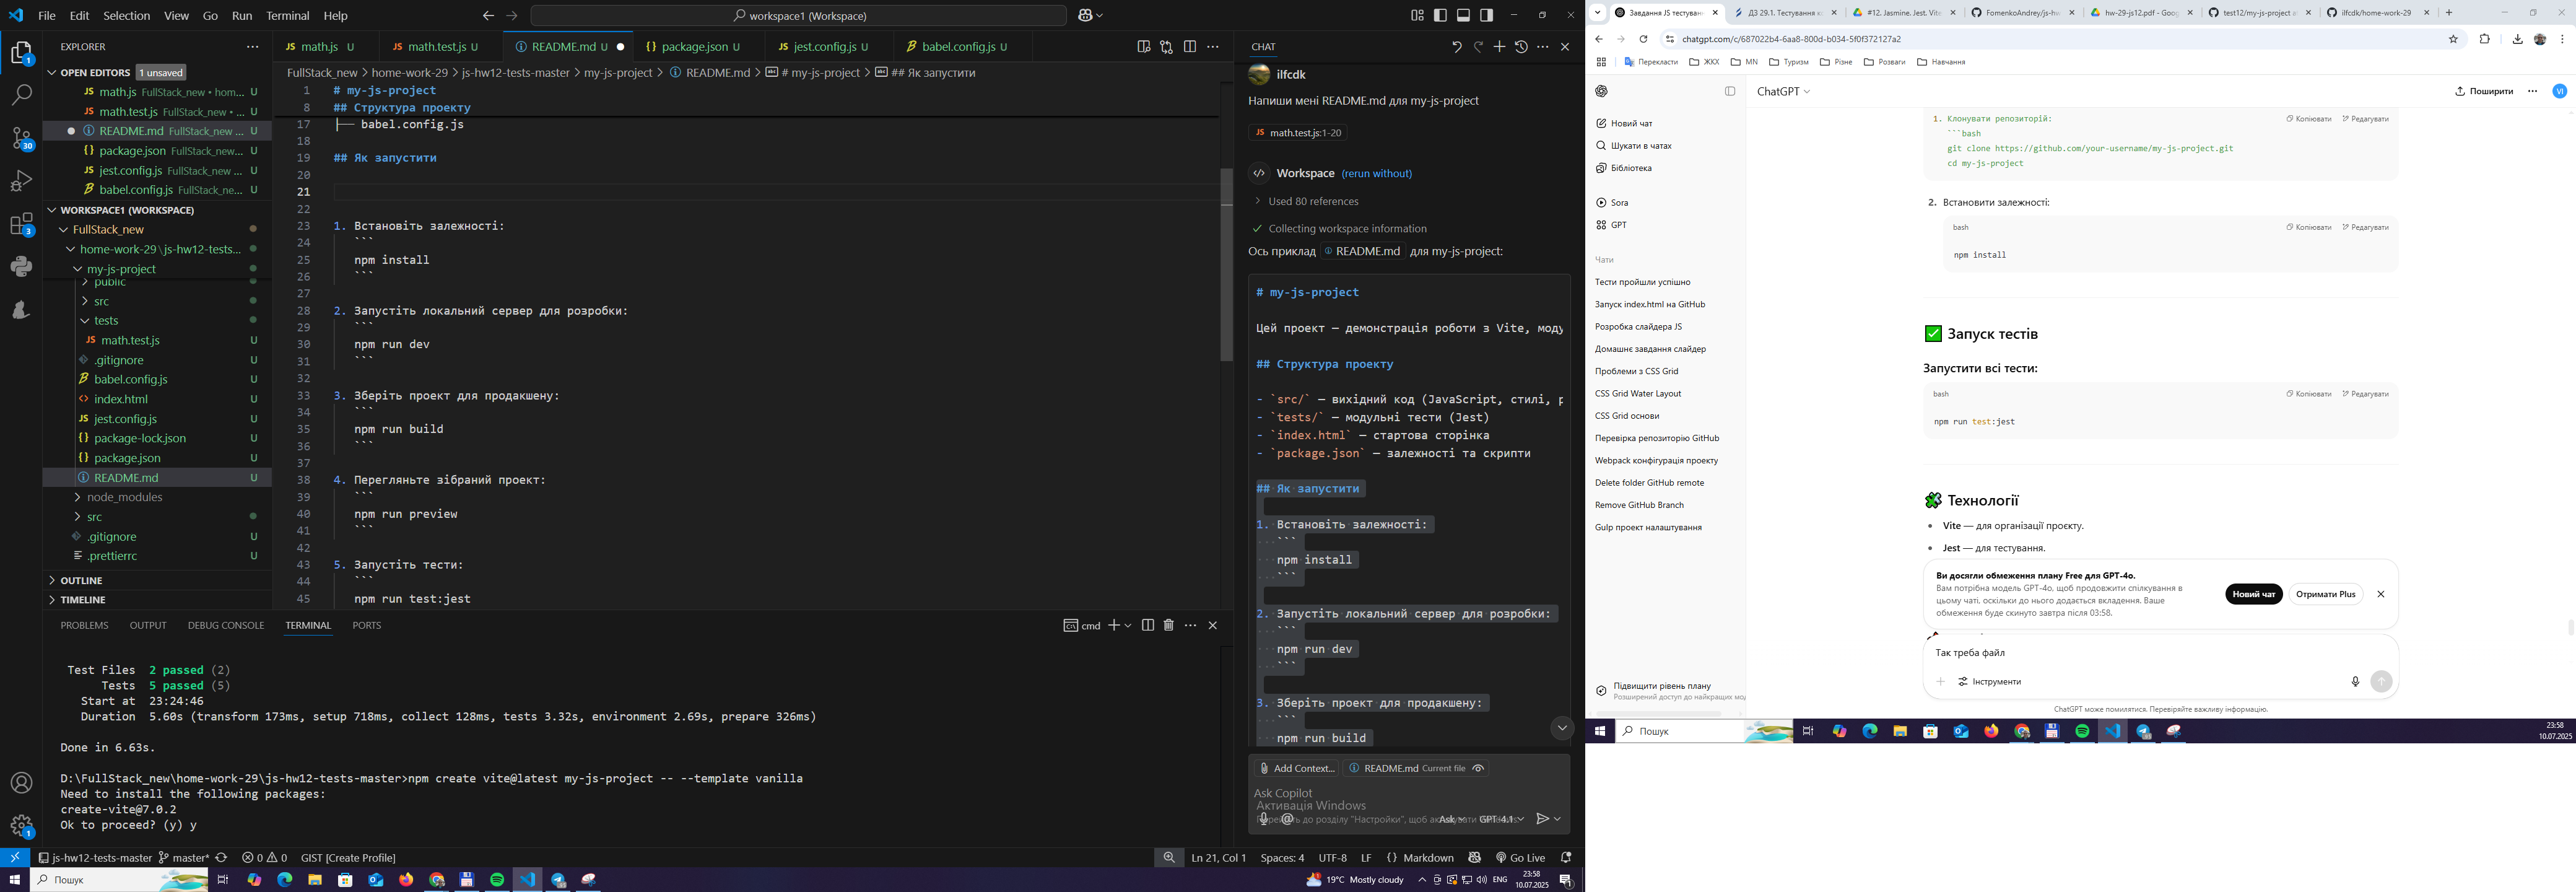 File Edit Selection View Go Run Terminal Help
workspace1 (Workspace)
EXPLORER
OPEN EDITORS 1 unsaved
JS math.js FullStack_new • hom... U
JS math.test.js FullStack_new • ... U
README.md FullStack_new ... U
{} package.json FullStack_new... U
JS jest.config.js FullStack_new ... U
babel.config.js FullStack_ne... U
WORKSPACE1 (WORKSPACE)
FullStack_new
home-work-29\js-hw12-tests...
my-js-project
public
src
tests
JS math.test.js U
.gitignore U
babel.config.js U
<> index.html U
JS jest.config.js U
{} package-lock.json U
{} package.json U
README.md U
node_modules
src
.gitignore U
.prettierrc U
OUTLINE
TIMELINE
JS math.js U
JS math.test.js U
README.md U
{} package.json U
JS jest.config.js U
babel.config.js U
FullStack_new > home-work-29 > js-hw12-tests-master > my-js-project > README.md > # my-js-project > ## Як запустити
1 # my-js-project
8 ## Структура проекту
17 ├── babel.config.js
18
19 ## Як запустити
20
21
22
23 1. Встановіть залежності:
24 ```
25 npm install
26 ```
27
28 2. Запустіть локальний сервер для розробки:
29 ```
30 npm run dev
31 ```
32
33 3. Зберіть проект для продакшену:
34 ```
35 npm run build
36 ```
37
38 4. Перегляньте зібраний проект:
39 ```
40 npm run preview
41 ```
42
43 5. Запустіть тести:
44 ```
45 npm run test:jest
PROBLEMS OUTPUT DEBUG CONSOLE TERMINAL PORTS
cmd
Test Files 2 passed (2)
Tests 5 passed (5)
Start at 23:24:46
Duration 5.60s (transform 173ms, setup 718ms, collect 128ms, tests 3.32s, environment 2.69s, prepare 326ms)
Done in 6.63s.
D:\FullStack_new\home-work-29\js-hw12-tests-master>npm create vite@latest my-js-project -- --template vanilla
Need to install the following packages:
create-vite@7.0.2
Ok to proceed? (y) y
CHAT
ilfcdk
Напиши мені README.md для my-js-project
JS math.test.js:1-20
Workspace (rerun without)
Used 80 references
Collecting workspace information
Ось приклад README.md для my-js-project:
# my-js-project
Цей проект — демонстрація роботи з Vite, моду
## Структура проекту
- `src/` — вихідний код (JavaScript, стилі, р
- `tests/` — модульні тести (Jest)
- `index.html` — стартова сторінка
- `package.json` — залежності та скрипти
## Як запустити
1. Встановіть залежності:
```
npm install
```
2. Запустіть локальний сервер для розробки:
```
npm run dev
```
3. Зберіть проект для продакшену:
```
npm run build
Add Context... README.md Current file
Ask Copilot
Активація Windows
Ask GPT-4.1
js-hw12-tests-master master* 0 0 GIST [Create Profile]
Ln 21, Col 1 Spaces: 4 UTF-8 LF {} Markdown Go Live
Пошук
19°C Mostly cloudy ENG 23:58
10.07.2025
Завдання JS тестуван
ДЗ 29.1. Тестування к
#12. Jasmine. Jest. Vite
FomenkoAndrey/js-hw
hw-29-js12.pdf - Goog
test12/my-js-project a
ilfcdk/home-work-29
chatgpt.com/c/687022b4-6aa8-800d-b034-5f0f372127a2
Перекласти ЖКХ MN Туризм Різне Розваги Навчання
ChatGPT
Поширити
VI
Новий чат
Шукати в чатах
Бібліотека
Sora
GPT
Чати
Тести пройшли успішно
Запуск index.html на GitHub
Розробка слайдера JS
Домашнє завдання слайдер
Проблеми з CSS Grid
CSS Grid Water Layout
CSS Grid основи
Перевірка репозиторію GitHub
Webpack конфігурація проекту
Delete folder GitHub remote
Remove GitHub Branch
Gulp проект налаштування
Підвищити рівень плану
Розширений доступ до найкращих мод
1. Клонувати репозиторій:
Копіювати Редагувати
```bash
git clone https://github.com/your-username/my-js-project.git
cd my-js-project
2. Встановити залежності:
bash
Копіювати Редагувати
npm install
Запуск тестів
Запустити всі тести:
bash
Копіювати Редагувати
npm run test:jest
Технології
• Vite — для організації проєкту.
• Jest — для тестування.
Ви досягли обмеження плану Free для GPT-4o.
Вам потрібна модель GPT-4o, щоб продовжити спілкування в
цьому чаті, оскільки до нього додається вкладення. Ваше
обмеження буде скинуто завтра після 03:58.
Новий чат
Отримати Plus
Так треба файл
Інструменти
ChatGPT може помилятися. Перевіряйте важливу інформацію.
Пошук
23:58
10.07.2025